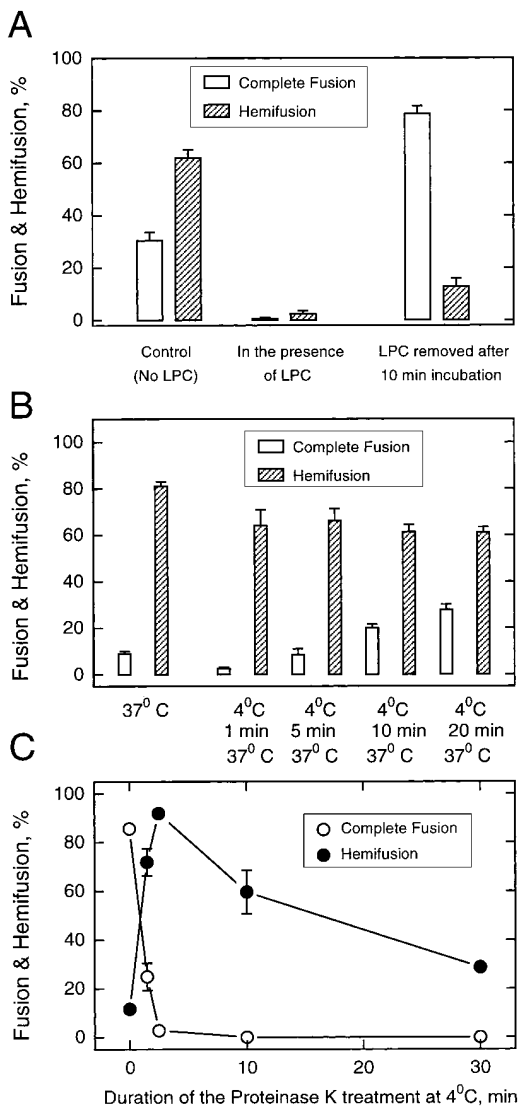 A
Fusion & Hemifusion, %
100
80
60
40
20
0
Complete Fusion
Hemifusion
Control
(No LPC)
In the presence
of LPC
LPC removed after
10 min incubation
B
Fusion & Hemifusion, %
100
80
60
40
20
0
Complete Fusion
Hemifusion
37⁰ C
4⁰C
1 min
37⁰ C
4⁰C
5 min
37⁰ C
4⁰C
10 min
37⁰ C
4⁰C
20 min
37⁰ C
C
Fusion & Hemifusion, %
100
80
60
40
20
0
Complete Fusion
Hemifusion
0 10 20 30
Duration of the Proteinase K treatment at 4⁰C, min